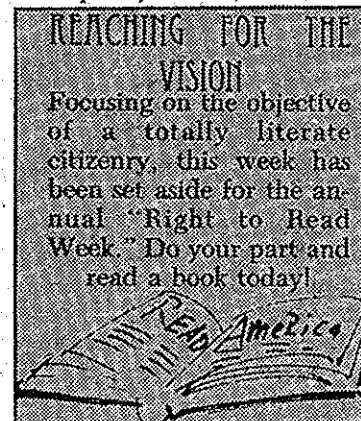 REACHING FOR THE
VISION
Focusing on the objective
of a totally literate
citizenry, this week has
been set aside for the an-
nual "Right to Read
Week." Do your part and
read a book today!
READ America